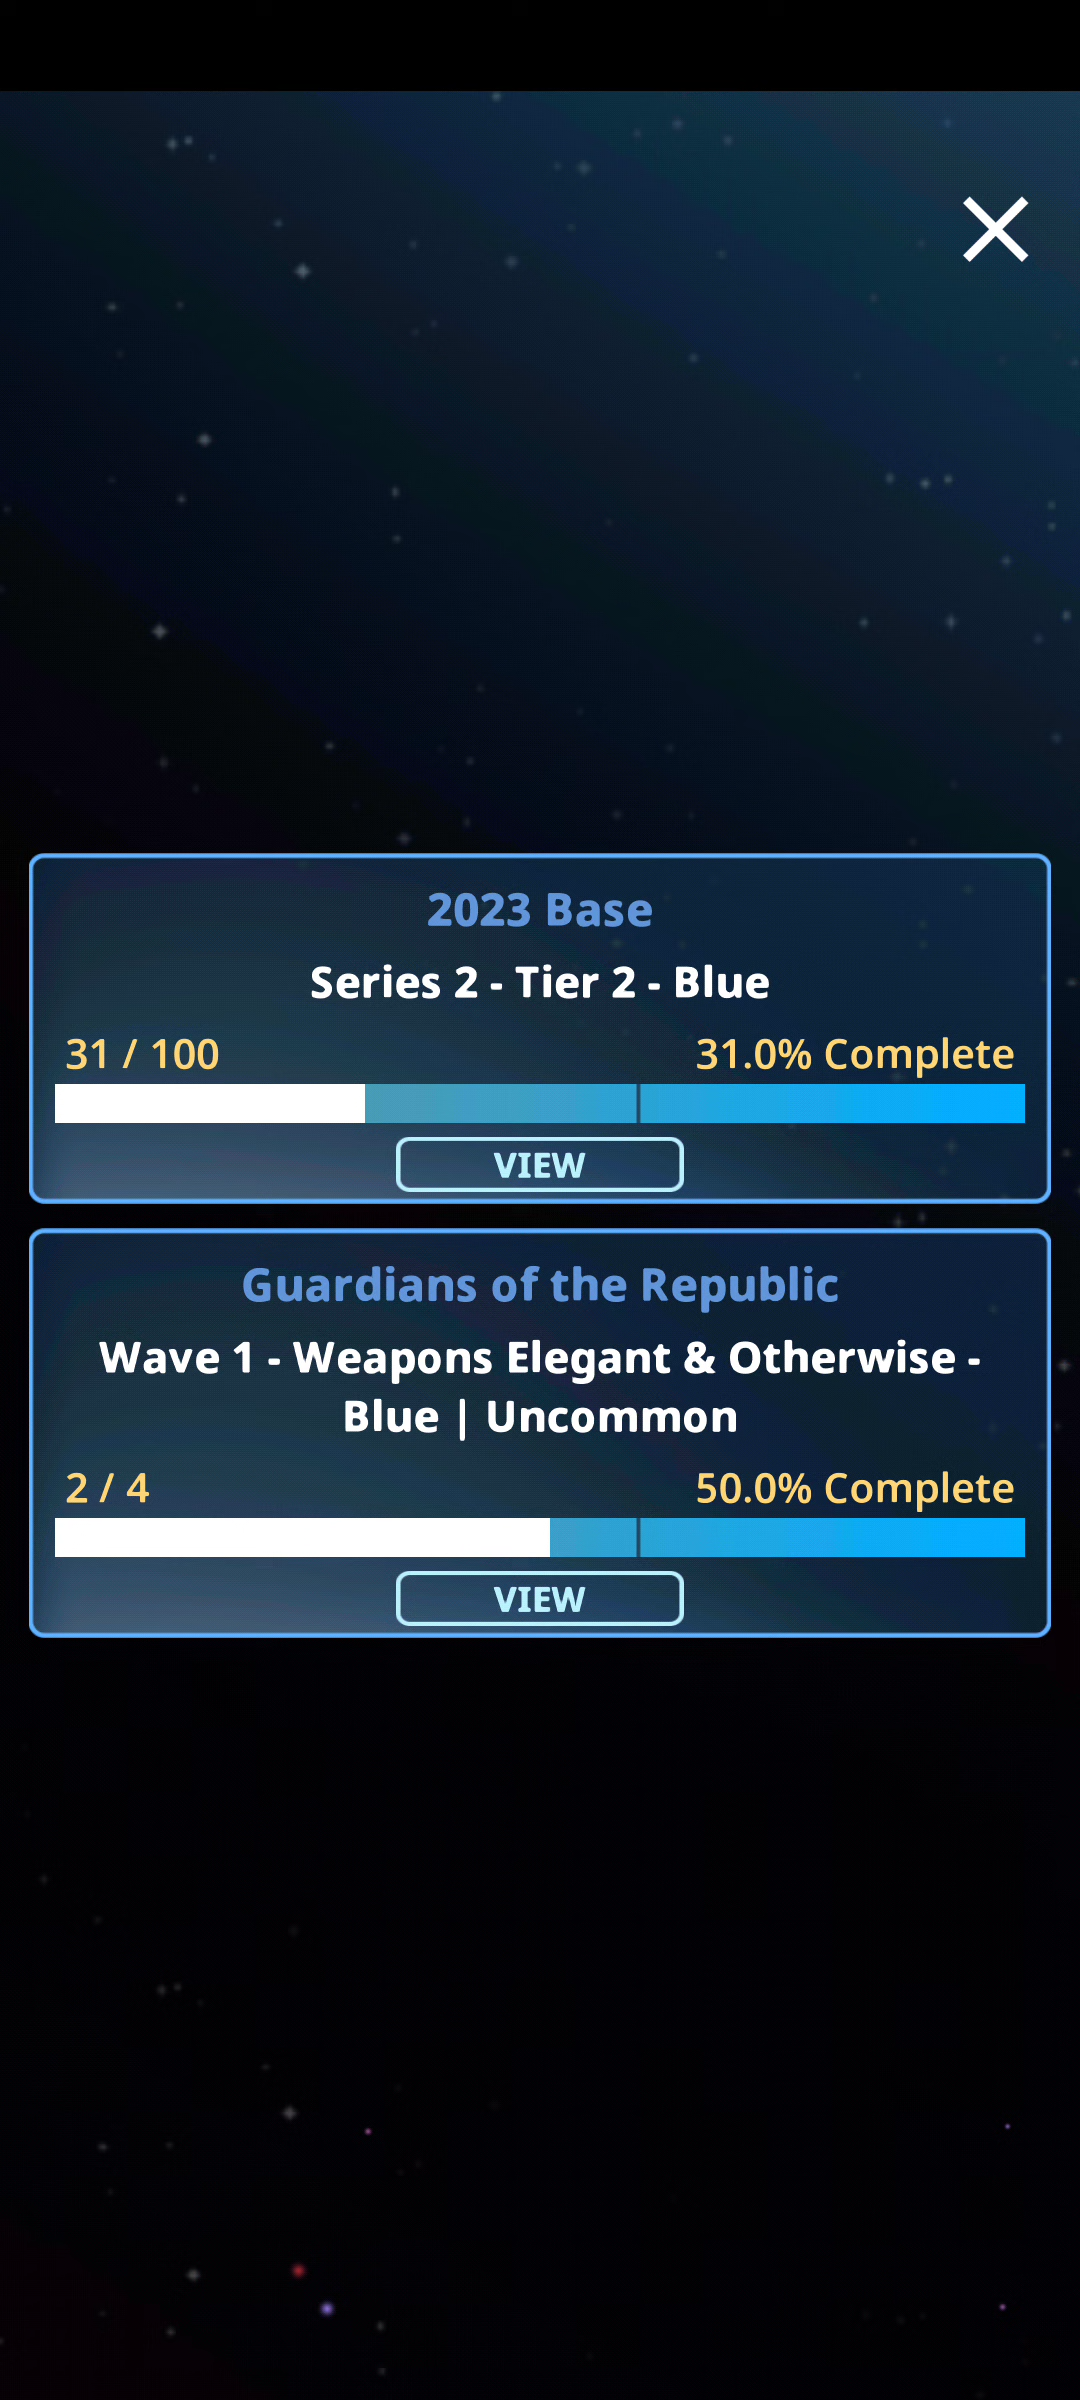 2023 Base
Series 2 - Tier 2 - Blue
31 / 100
31.0% Complete
VIEW
Guardians of the Republic
Wave 1 - Weapons Elegant & Otherwise -
Blue | Uncommon
2 / 4
50.0% Complete
VIEW